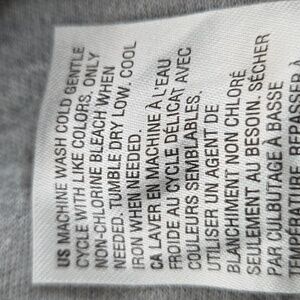 US MACHINE WASH COLD GENTLE
CYCLE WITH LIKE COLORS. ONLY
NON-CHLORINE BLEACH WHEN
NEEDED. TUMBLE DRY LOW. COOL
IRON WHEN NEEDED.
CA LAVER EN MACHINE À L'EAU
FROIDE AU CYCLE DÉLICAT AVEC
COULEURS SEMBLABLES.
UTILISER UN AGENT DE
BLANCHIMENT NON CHLORÉ
SEULEMENT AU BESOIN. SÉCHER
PAR CULBUTAGE À BASSE
TEMPÉRATURE. REPASSER À